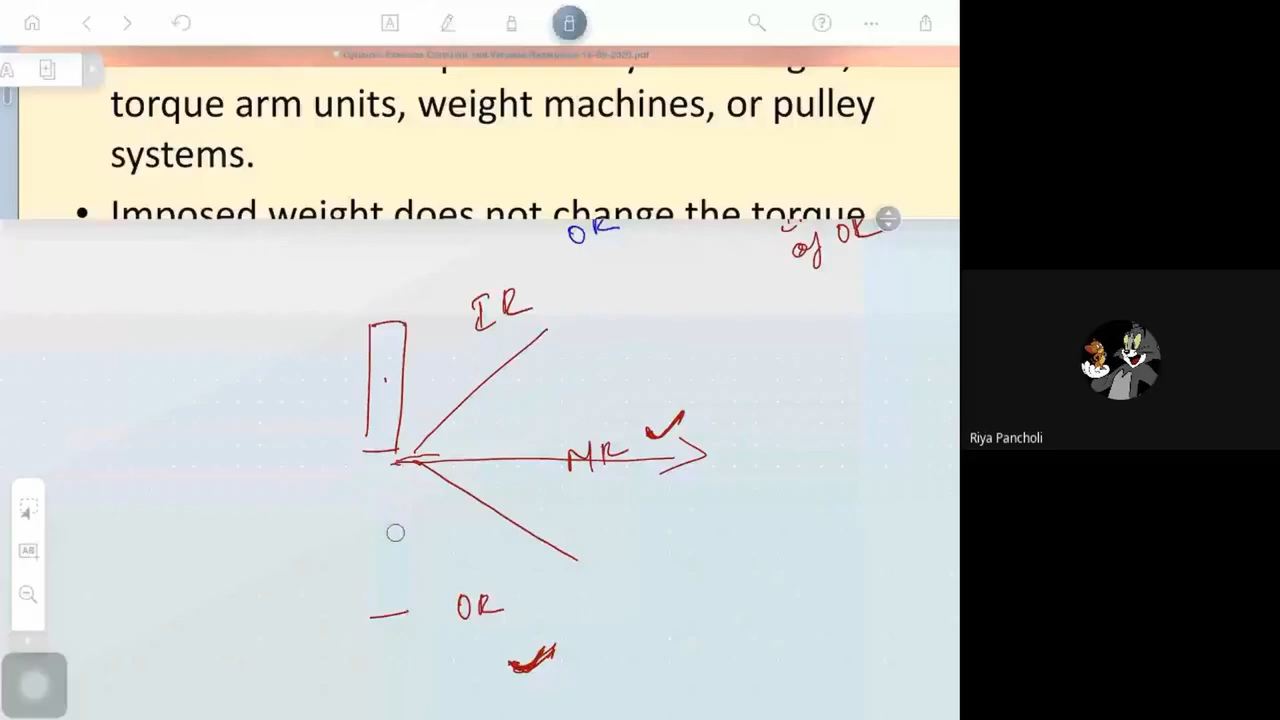 A
torque arm units, weight machines, or pulley
systems.
• Imposed weight does not change the torque
OR
of OR
IR
MR
OR
AB
Riya Pancholi